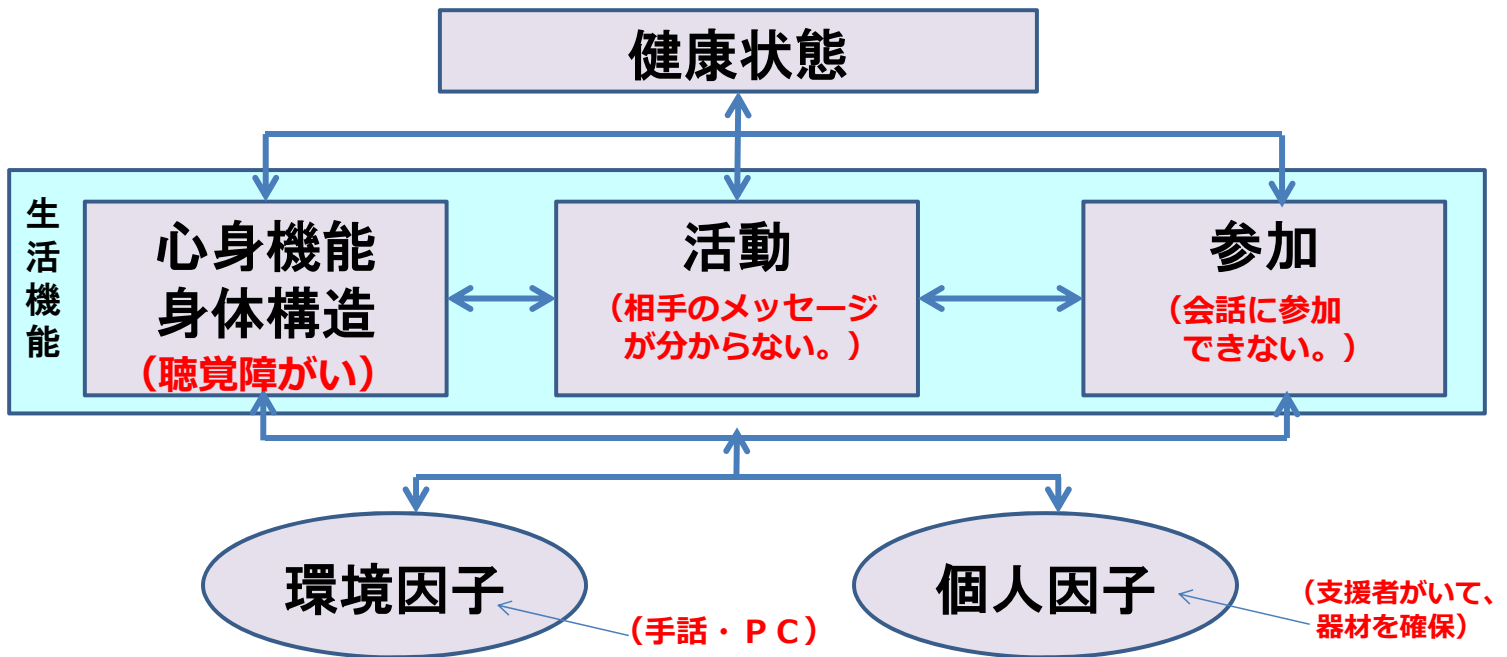 健康状態
生活機能
心身機能
身体構造
（聴覚障がい）
活動
（相手のメッセージ
が分からない。）
参加
（会話に参加
できない。）
環境因子
（手話・ＰＣ）
個人因子
（支援者がいて、
器材を確保）